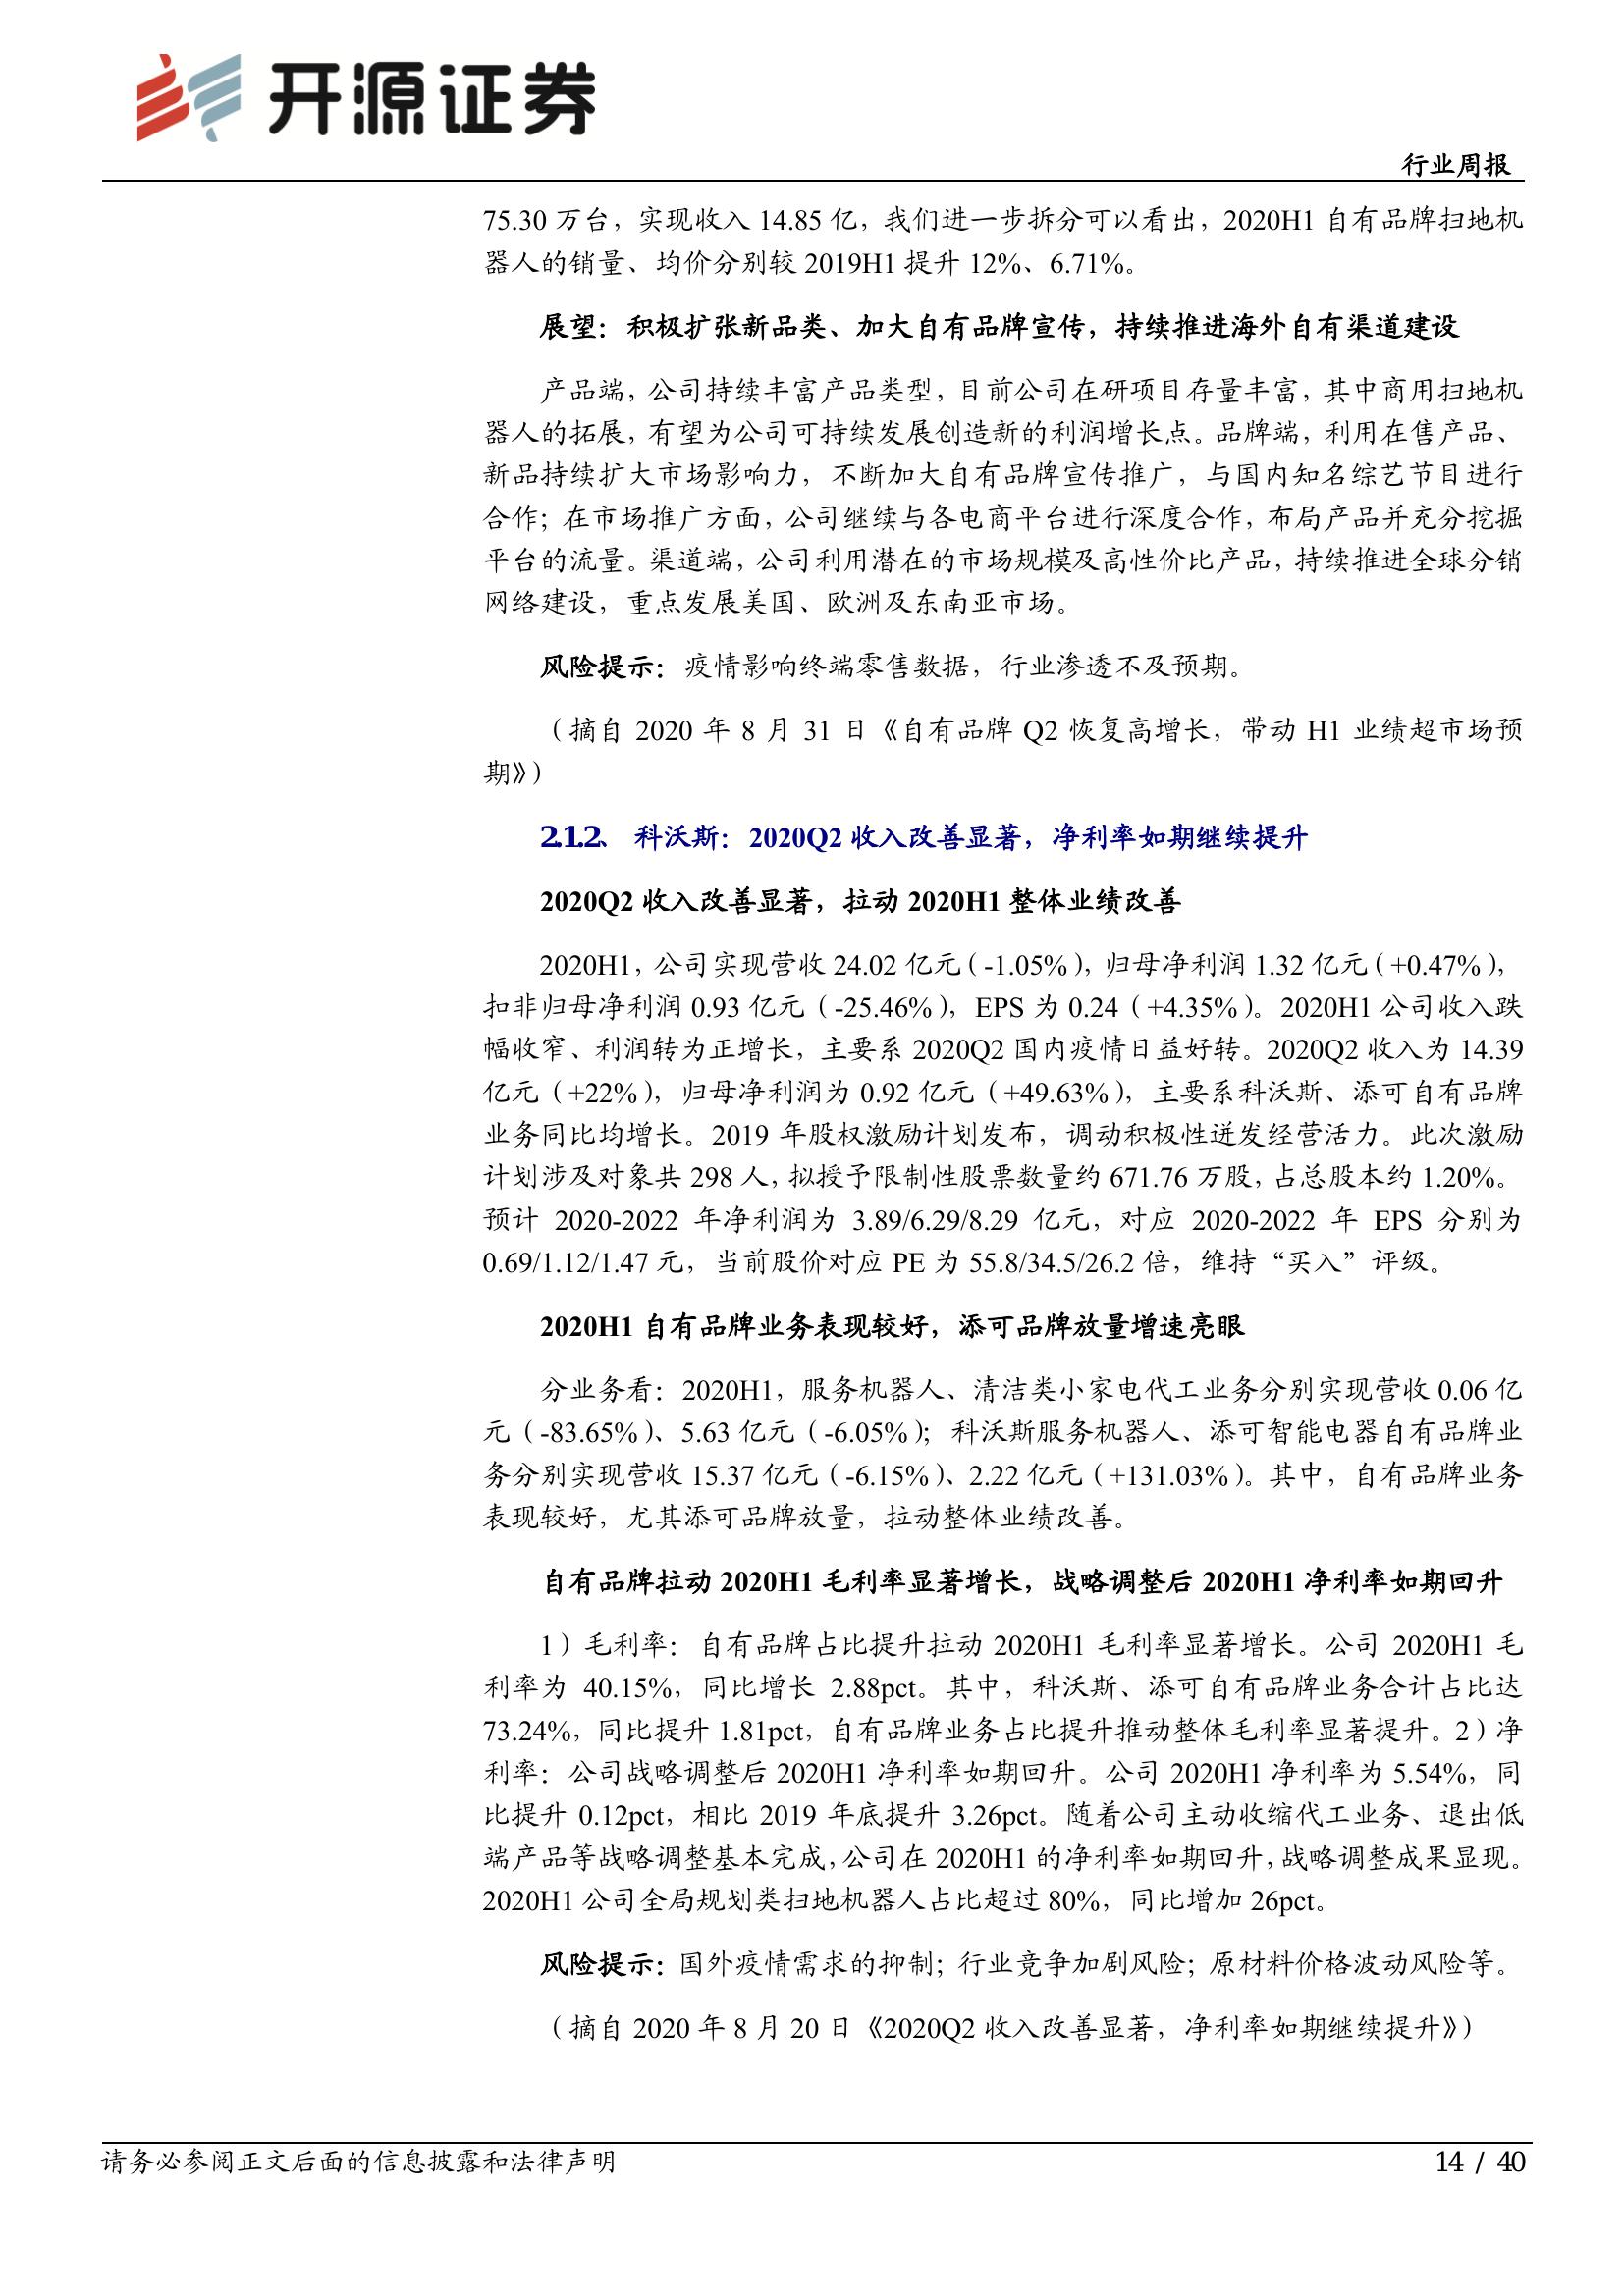 开源证券
行业周报
75.30 万台，实现收入 14.85 亿，我们进一步拆分可以看出，2020H1 自有品牌扫地机
器人的销量、均价分别较 2019H1 提升 12%、6.71%。
展望：积极扩张新品类、加大自有品牌宣传，持续推进海外自有渠道建设
产品端，公司持续丰富产品类型，目前公司在研项目存量丰富，其中商用扫地机
器人的拓展，有望为公司可持续发展创造新的利润增长点。品牌端，利用在售产品、
新品持续扩大市场影响力，不断加大自有品牌宣传推广，与国内知名综艺节目进行
合作；在市场推广方面，公司继续与各电商平台进行深度合作，布局产品并充分挖掘
平台的流量。渠道端，公司利用潜在的市场规模及高性价比产品，持续推进全球分销
网络建设，重点发展美国、欧洲及东南亚市场。
风险提示：疫情影响终端零售数据，行业渗透不及预期。
（摘自 2020 年 8 月 31 日《自有品牌 Q2 恢复高增长，带动 H1 业绩超市场预
期》）
2.1.2、 科沃斯：2020Q2 收入改善显著，净利率如期继续提升
2020Q2 收入改善显著，拉动 2020H1 整体业绩改善
2020H1，公司实现营收 24.02 亿元（-1.05%），归母净利润 1.32 亿元（+0.47%），
扣非归母净利润 0.93 亿元（-25.46%），EPS 为 0.24（+4.35%）。2020H1 公司收入跌
幅收窄、利润转为正增长，主要系 2020Q2 国内疫情日益好转。2020Q2 收入为 14.39
亿元（+22%），归母净利润为 0.92 亿元（+49.63%），主要系科沃斯、添可自有品牌
业务同比均增长。2019 年股权激励计划发布，调动积极性迸发经营活力。此次激励
计划涉及对象共 298 人，拟授予限制性股票数量约 671.76 万股，占总股本约 1.20%。
预计 2020-2022 年净利润为 3.89/6.29/8.29 亿元，对应 2020-2022 年 EPS 分别为
0.69/1.12/1.47 元，当前股价对应 PE 为 55.8/34.5/26.2 倍，维持“买入”评级。
2020H1 自有品牌业务表现较好，添可品牌放量增速亮眼
分业务看：2020H1，服务机器人、清洁类小家电代工业务分别实现营收 0.06 亿
元（-83.65%）、5.63 亿元（-6.05%）；科沃斯服务机器人、添可智能电器自有品牌业
务分别实现营收 15.37 亿元（-6.15%）、2.22 亿元（+131.03%）。其中，自有品牌业务
表现较好，尤其添可品牌放量，拉动整体业绩改善。
自有品牌拉动 2020H1 毛利率显著增长，战略调整后 2020H1 净利率如期回升
1）毛利率：自有品牌占比提升拉动 2020H1 毛利率显著增长。公司 2020H1 毛
利率为 40.15%，同比增长 2.88pct。其中，科沃斯、添可自有品牌业务合计占比达
73.24%，同比提升 1.81pct，自有品牌业务占比提升推动整体毛利率显著提升。2）净
利率：公司战略调整后 2020H1 净利率如期回升。公司 2020H1 净利率为 5.54%，同
比提升 0.12pct，相比 2019 年底提升 3.26pct。随着公司主动收缩代工业务、退出低
端产品等战略调整基本完成，公司在 2020H1 的净利率如期回升，战略调整成果显现。
2020H1 公司全局规划类扫地机器人占比超过 80%，同比增加 26pct。
风险提示：国外疫情需求的抑制；行业竞争加剧风险；原材料价格波动风险等。
（摘自 2020 年 8 月 20 日《2020Q2 收入改善显著，净利率如期继续提升》）
请务必参阅正文后面的信息披露和法律声明
14 / 40